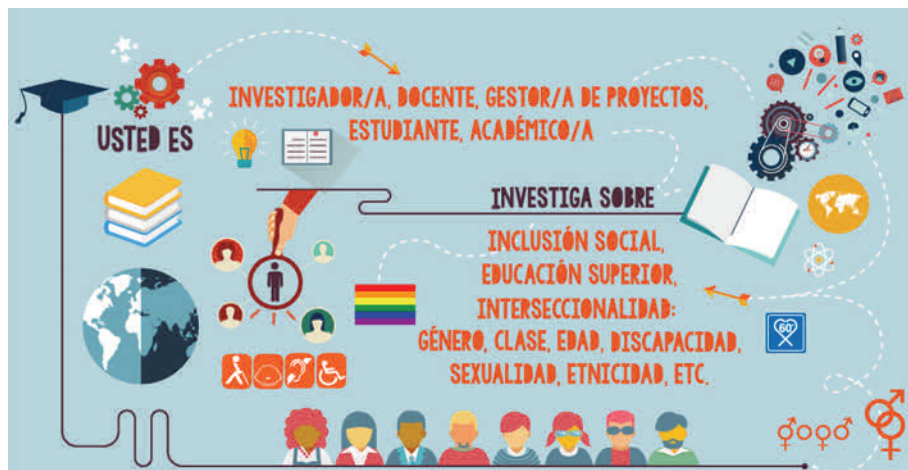 USTED ES
INVESTIGADOR/A, DOCENTE, GESTOR/A DE PROYECTOS,
ESTUDIANTE, ACADÉMICO/A
INVESTIGA SOBRE
INCLUSIÓN SOCIAL,
EDUCACIÓN SUPERIOR,
INTERSECCIONALIDAD:
GÉNERO, CLASE, EDAD, DISCAPACIDAD,
SEXUALIDAD, ETNICIDAD, ETC.
60